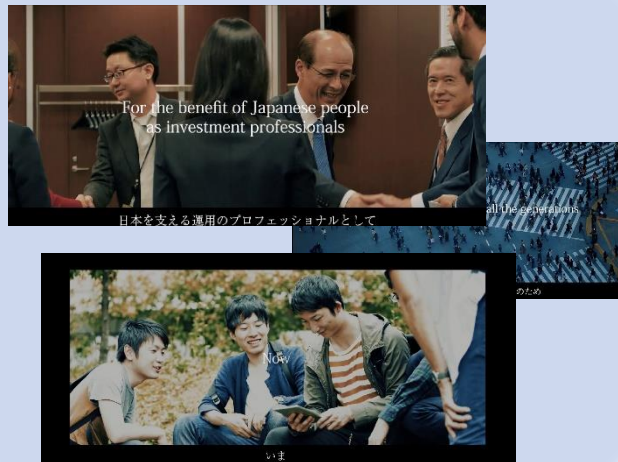 For the benefit of Japanese people
as investment professionals
日本を支える運用のプロフェッショナルとして
all the generations
のため
Now
いま